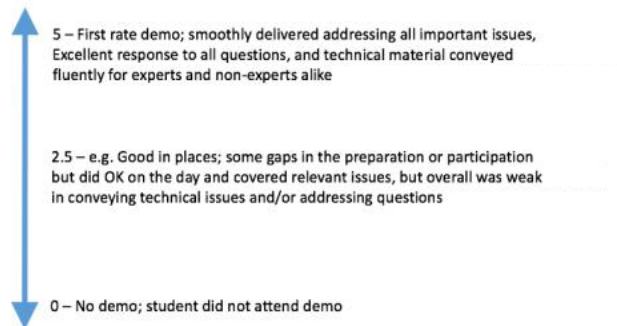 5 – First rate demo; smoothly delivered addressing all important issues,
Excellent response to all questions, and technical material conveyed
fluently for experts and non-experts alike
2.5 – e.g. Good in places; some gaps in the preparation or participation
but did OK on the day and covered relevant issues, but overall was weak
in conveying technical issues and/or addressing questions
0 – No demo; student did not attend demo